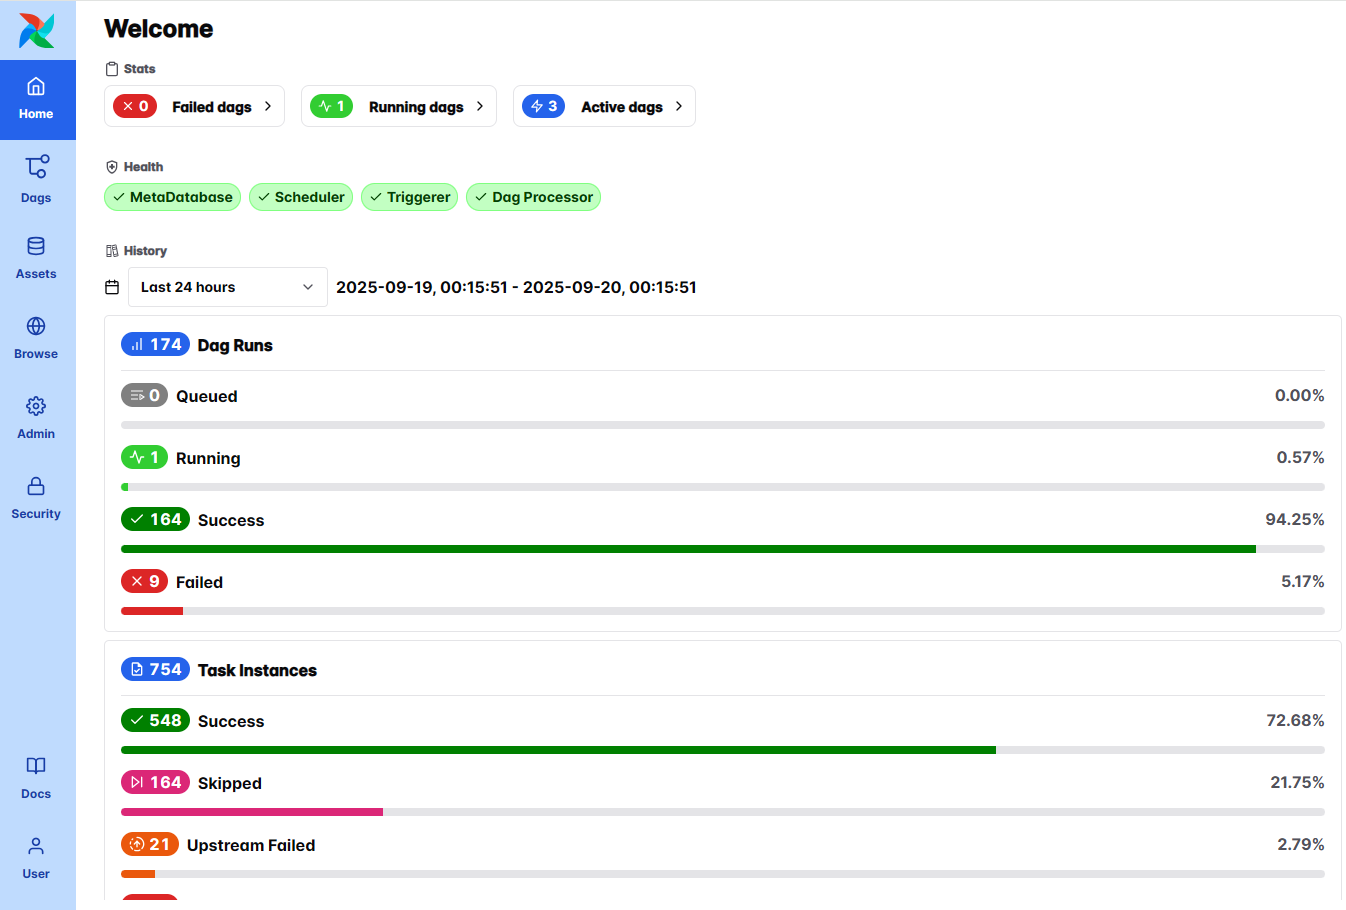 Welcome
Stats
0 Failed dags
1 Running dags
3 Active dags
Health
MetaDatabase
Scheduler
Triggerer
Dag Processor
History
Last 24 hours
2025-09-19, 00:15:51 - 2025-09-20, 00:15:51
174 Dag Runs
0 Queued 0.00%
1 Running 0.57%
164 Success 94.25%
9 Failed 5.17%
754 Task Instances
548 Success 72.68%
164 Skipped 21.75%
21 Upstream Failed 2.79%
Home
Dags
Assets
Browse
Admin
Security
Docs
User